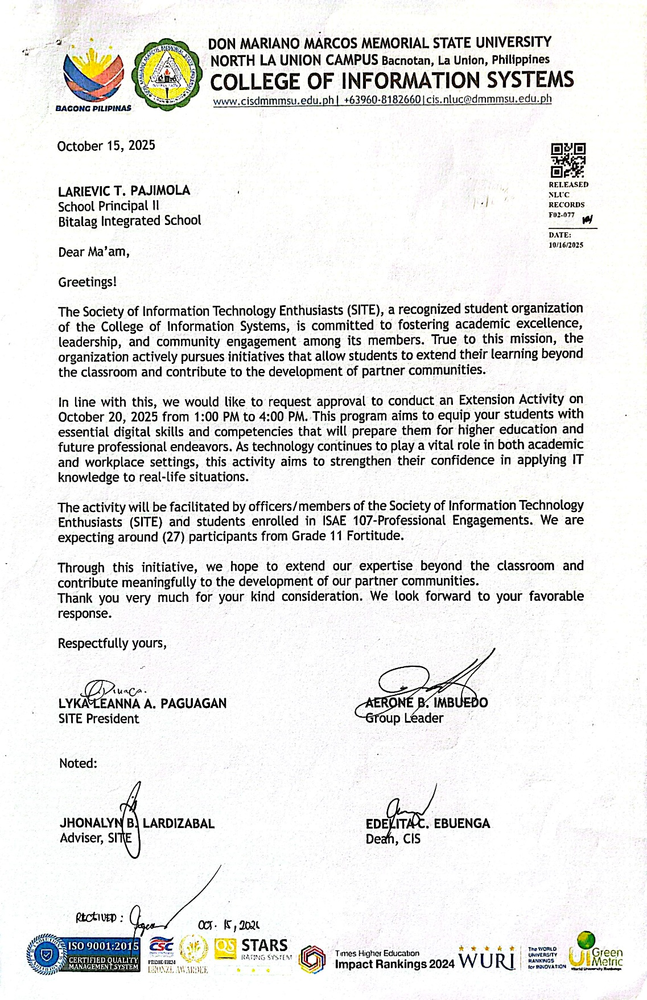 DON MARIANO MARCOS MEMORIAL STATE UNIVERSITY
NORTH LA UNION CAMPUS Bacnotan, La Union, Philippines
COLLEGE OF INFORMATION SYSTEMS
www.cisdmmmsu.edu.ph| +63960-8182660|cis.nluc@dmmmsu.edu.ph
BAGONG PILIPINAS
October 15, 2025
RELEASED
NLUC
RECORDS
F02-077
DATE:
10/16/2025
LARIEVIC T. PAJIMOLA
School Principal II
Bitalag Integrated School
Dear Ma’am,
Greetings!
The Society of Information Technology Enthusiasts (SITE), a recognized student organization
of the College of Information Systems, is committed to fostering academic excellence,
leadership, and community engagement among its members. True to this mission, the
organization actively pursues initiatives that allow students to extend their learning beyond
the classroom and contribute to the development of partner communities.
In line with this, we would like to request approval to conduct an Extension Activity on
October 20, 2025 from 1:00 PM to 4:00 PM. This program aims to equip your students with
essential digital skills and competencies that will prepare them for higher education and
future professional endeavors. As technology continues to play a vital role in both academic
and workplace settings, this activity aims to strengthen their confidence in applying IT
knowledge to real-life situations.
The activity will be facilitated by officers/members of the Society of Information Technology
Enthusiasts (SITE) and students enrolled in ISAE 107-Professional Engagements. We are
expecting around (27) participants from Grade 11 Fortitude.
Through this initiative, we hope to extend our expertise beyond the classroom and
contribute meaningfully to the development of our partner communities.
Thank you very much for your kind consideration. We look forward to your favorable
response.
Respectfully yours,
LYKA LEANNA A. PAGUAGAN
SITE President
AERONE B. IMBUEDO
Group Leader
Noted:
JHONALYN B. LARDIZABAL
Adviser, SITE
EDELITA C. EBUENGA
Dean, CIS
RECEIVED:
OCT. 15,
ISO 9001:2015
CERTIFIED QUALITY
MANAGEMENT SYSTEM
CSC
PRIME-HRM
BRONZE AWARDEE
QS
STARS
RATING SYSTEM
Times Higher Education
Impact Rankings 2024
WURI
The WORLD
UNIVERSITY
RANKINGS
for INNOVATION
UI Green
Metric
World University Rankings